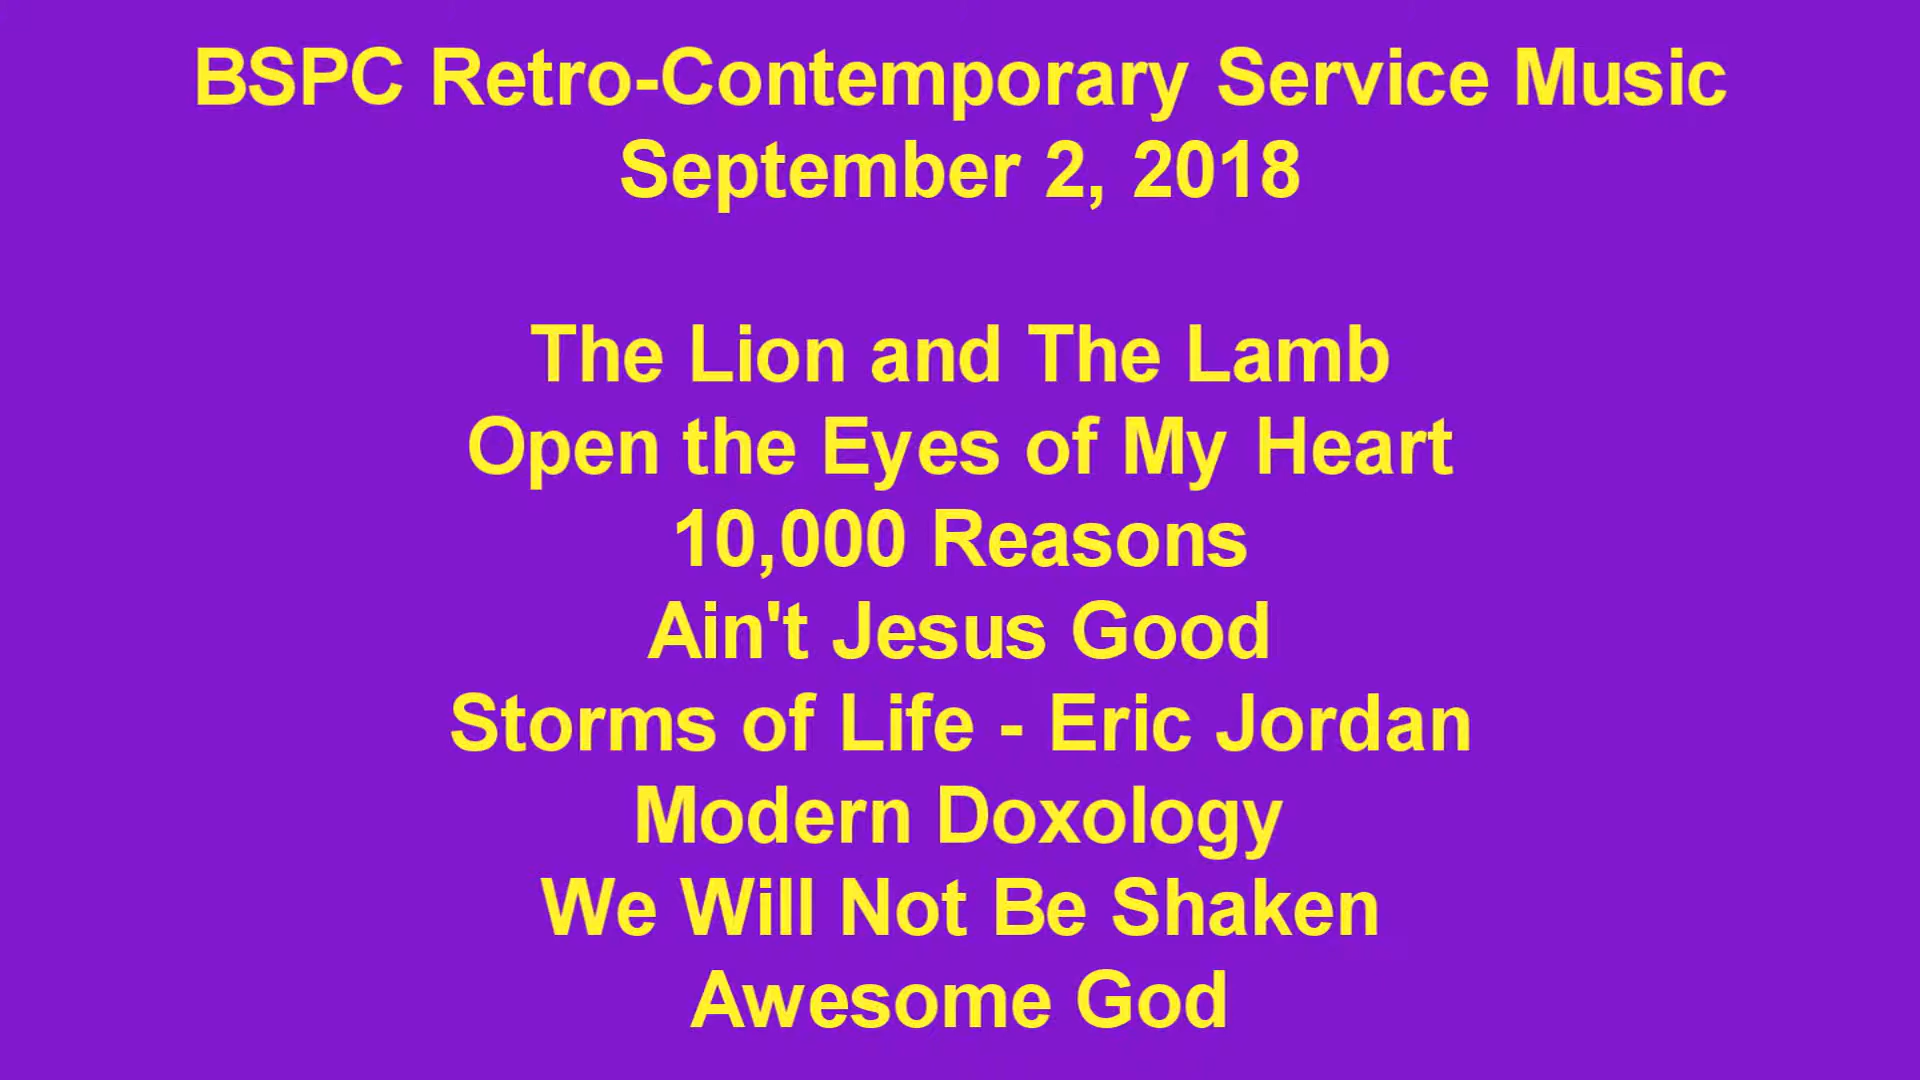 BSPC Retro-Contemporary Service Music
September 2, 2018
The Lion and The Lamb
Open the Eyes of My Heart
10,000 Reasons
Ain't Jesus Good
Storms of Life - Eric Jordan
Modern Doxology
We Will Not Be Shaken
Awesome God